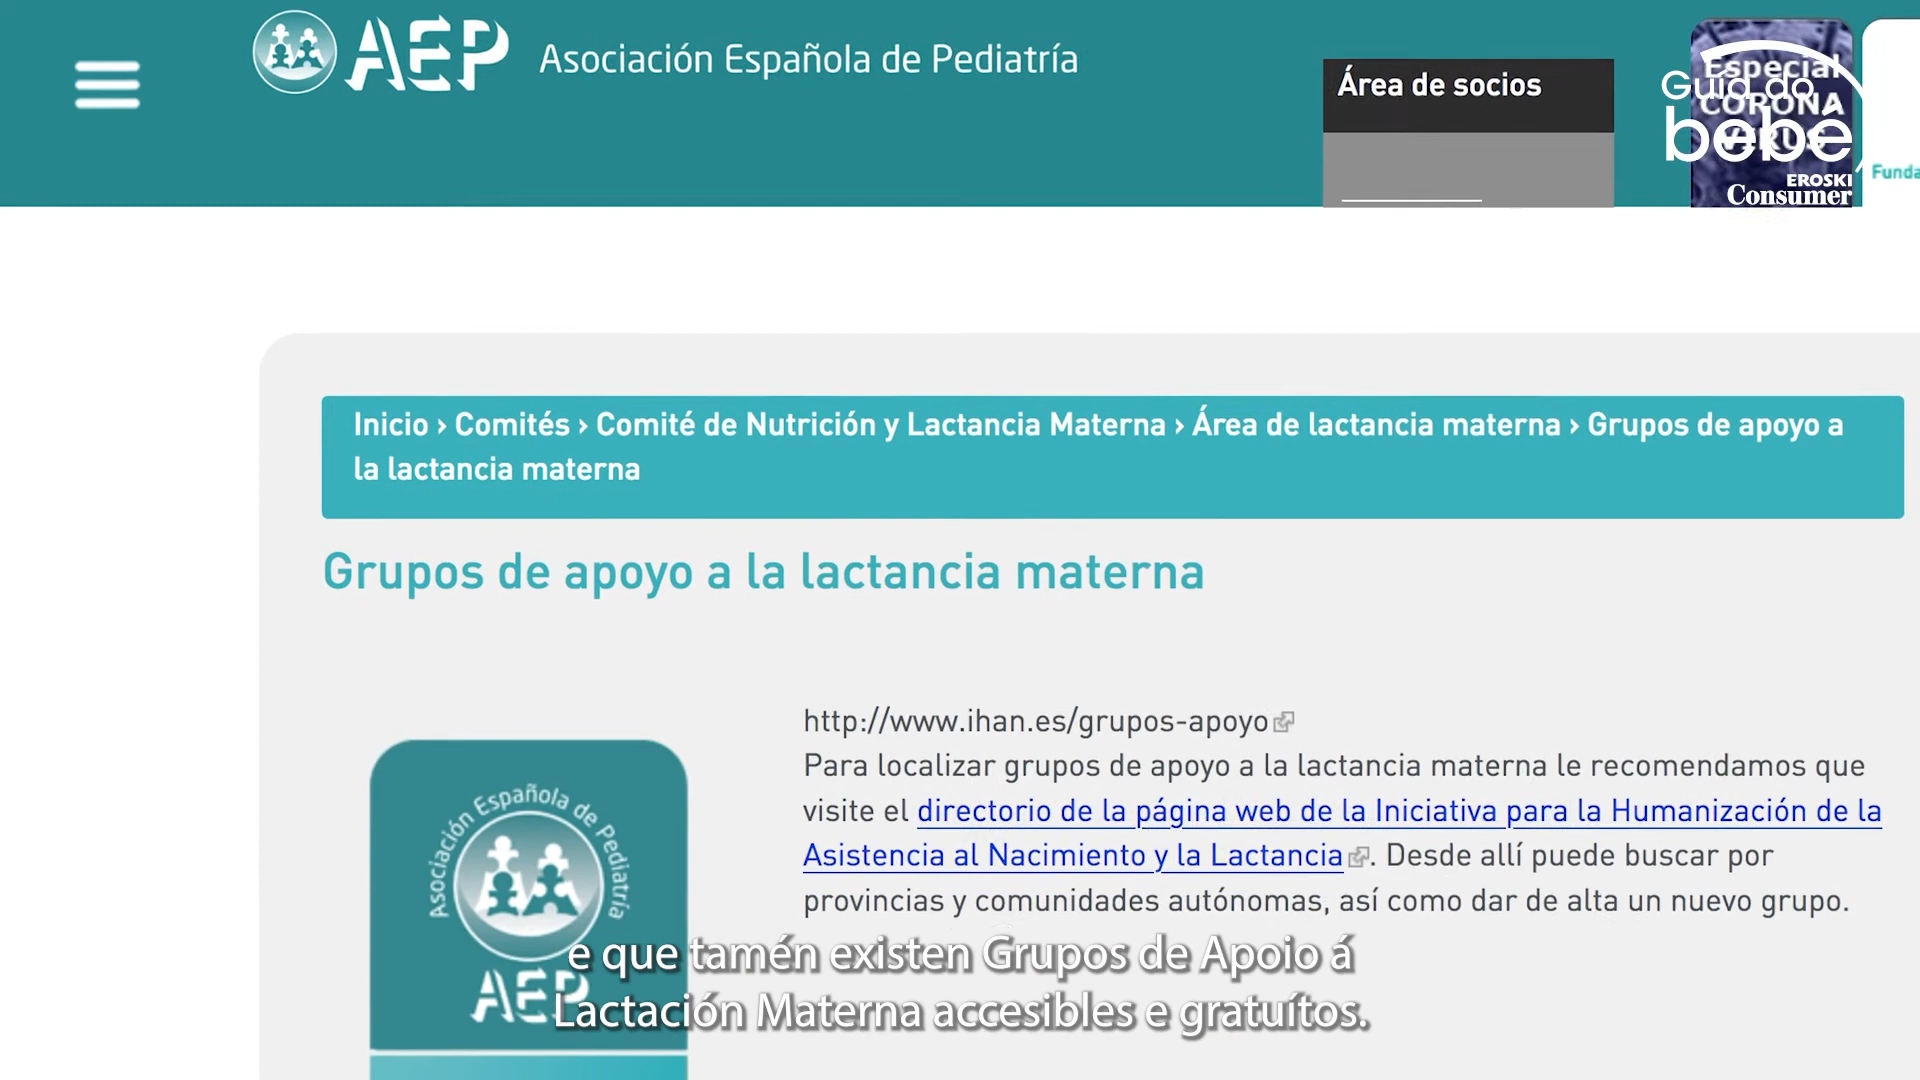 AEP Asociación Española de Pediatría
Área de socios
Especial
CORONA
VIRUS
Guía do
bebé
EROSKI
Consumer
Funda
Inicio › Comités › Comité de Nutrición y Lactancia Materna › Área de lactancia materna › Grupos de apoyo a
la lactancia materna
Grupos de apoyo a la lactancia materna
http://www.ihan.es/grupos-apoyo
Para localizar grupos de apoyo a la lactancia materna le recomendamos que
visite el directorio de la página web de la Iniciativa para la Humanización de la
Asistencia al Nacimiento y la Lactancia. Desde allí puede buscar por
provincias y comunidades autónomas, así como dar de alta un nuevo grupo.
Asociación Española de Pediatría
AEP
e que tamén existen Grupos de Apoio á
Lactación Materna accesibles e gratuítos.